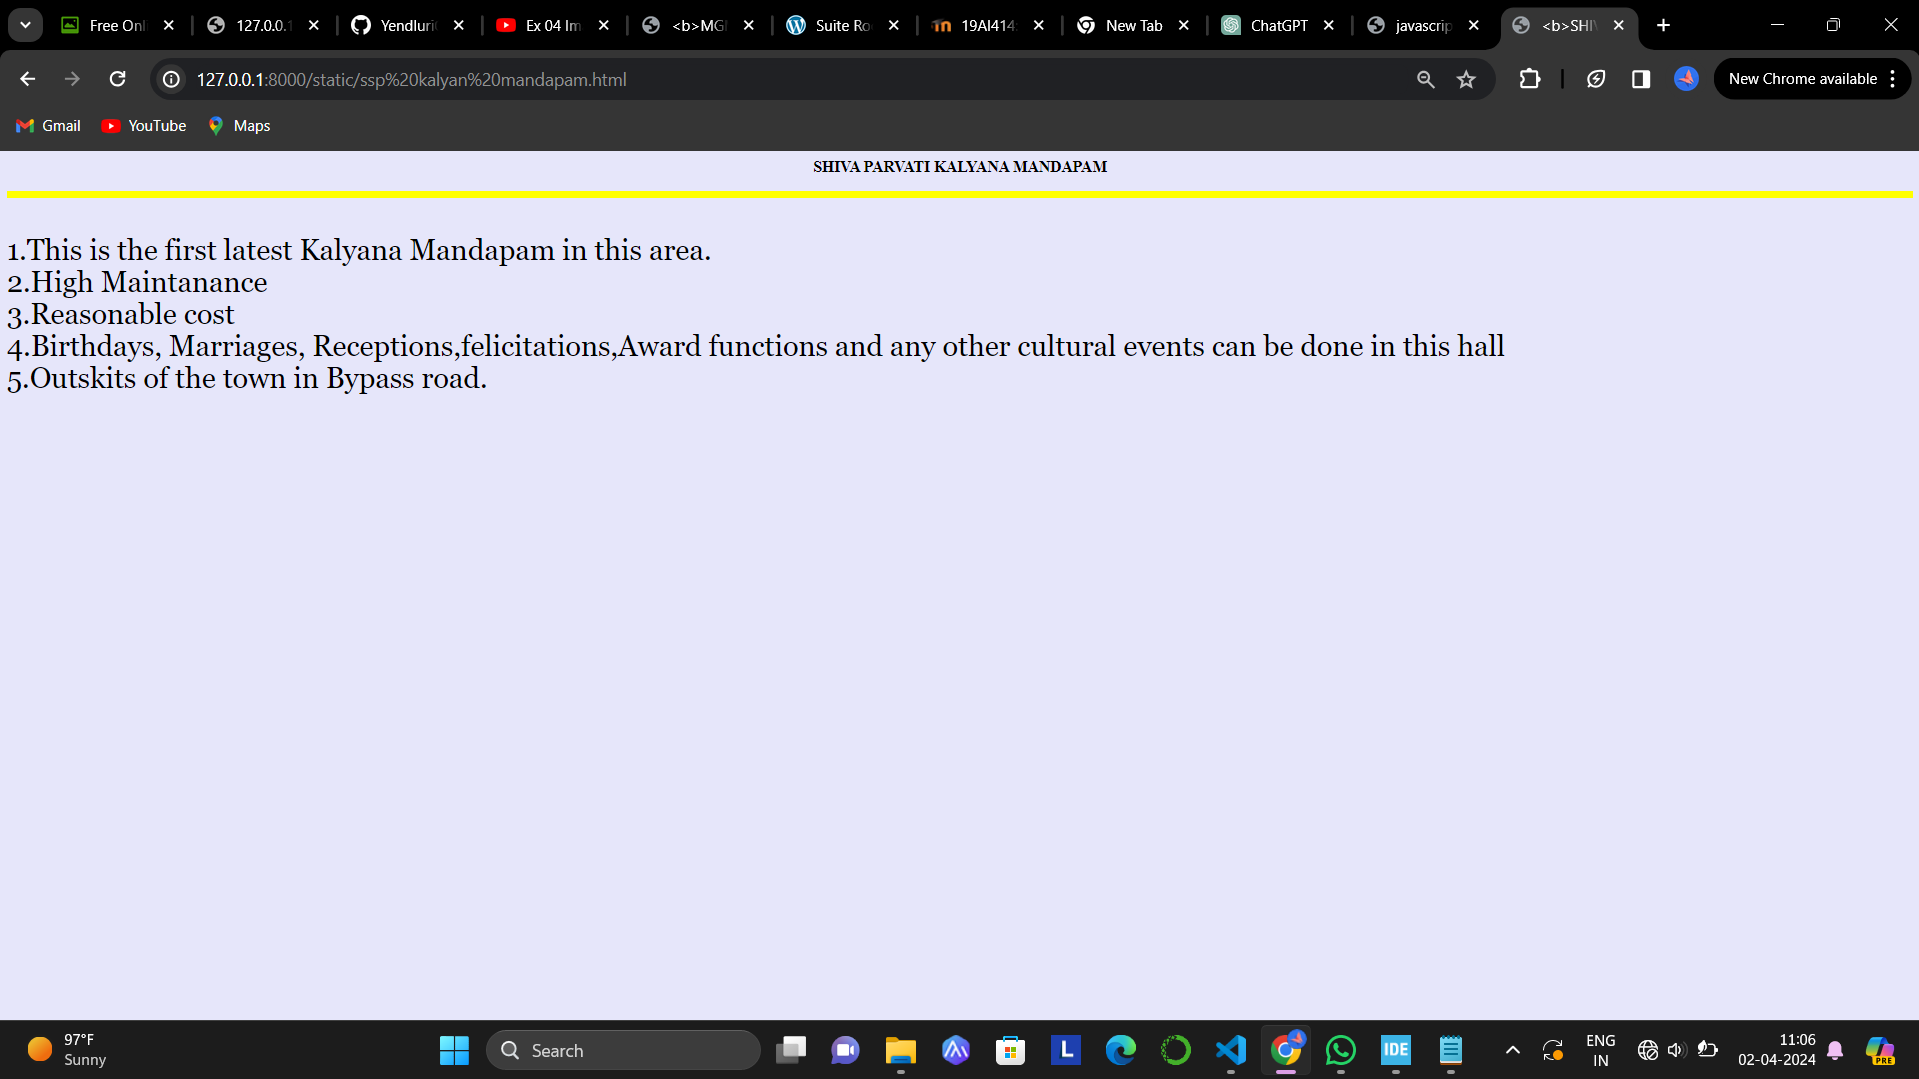 Free Onl
127.0.0.1
Yendluri
Ex 04 Im
<b>MG
Suite Ro
19AI414
New Tab
ChatGPT
javascrip
<b>SHI
127.0.0.1:8000/static/ssp%20kalyan%20mandapam.html
New Chrome available
Gmail
YouTube
Maps
SHIVA PARVATI KALYANA MANDAPAM
1.This is the first latest Kalyana Mandapam in this area.
2.High Maintanance
3.Reasonable cost
4.Birthdays, Marriages, Receptions,felicitations,Award functions and any other cultural events can be done in this hall
5.Outskits of the town in Bypass road.
97°F
Sunny
Search
L
IDE
ENG
IN
11:06
02-04-2024
PRE